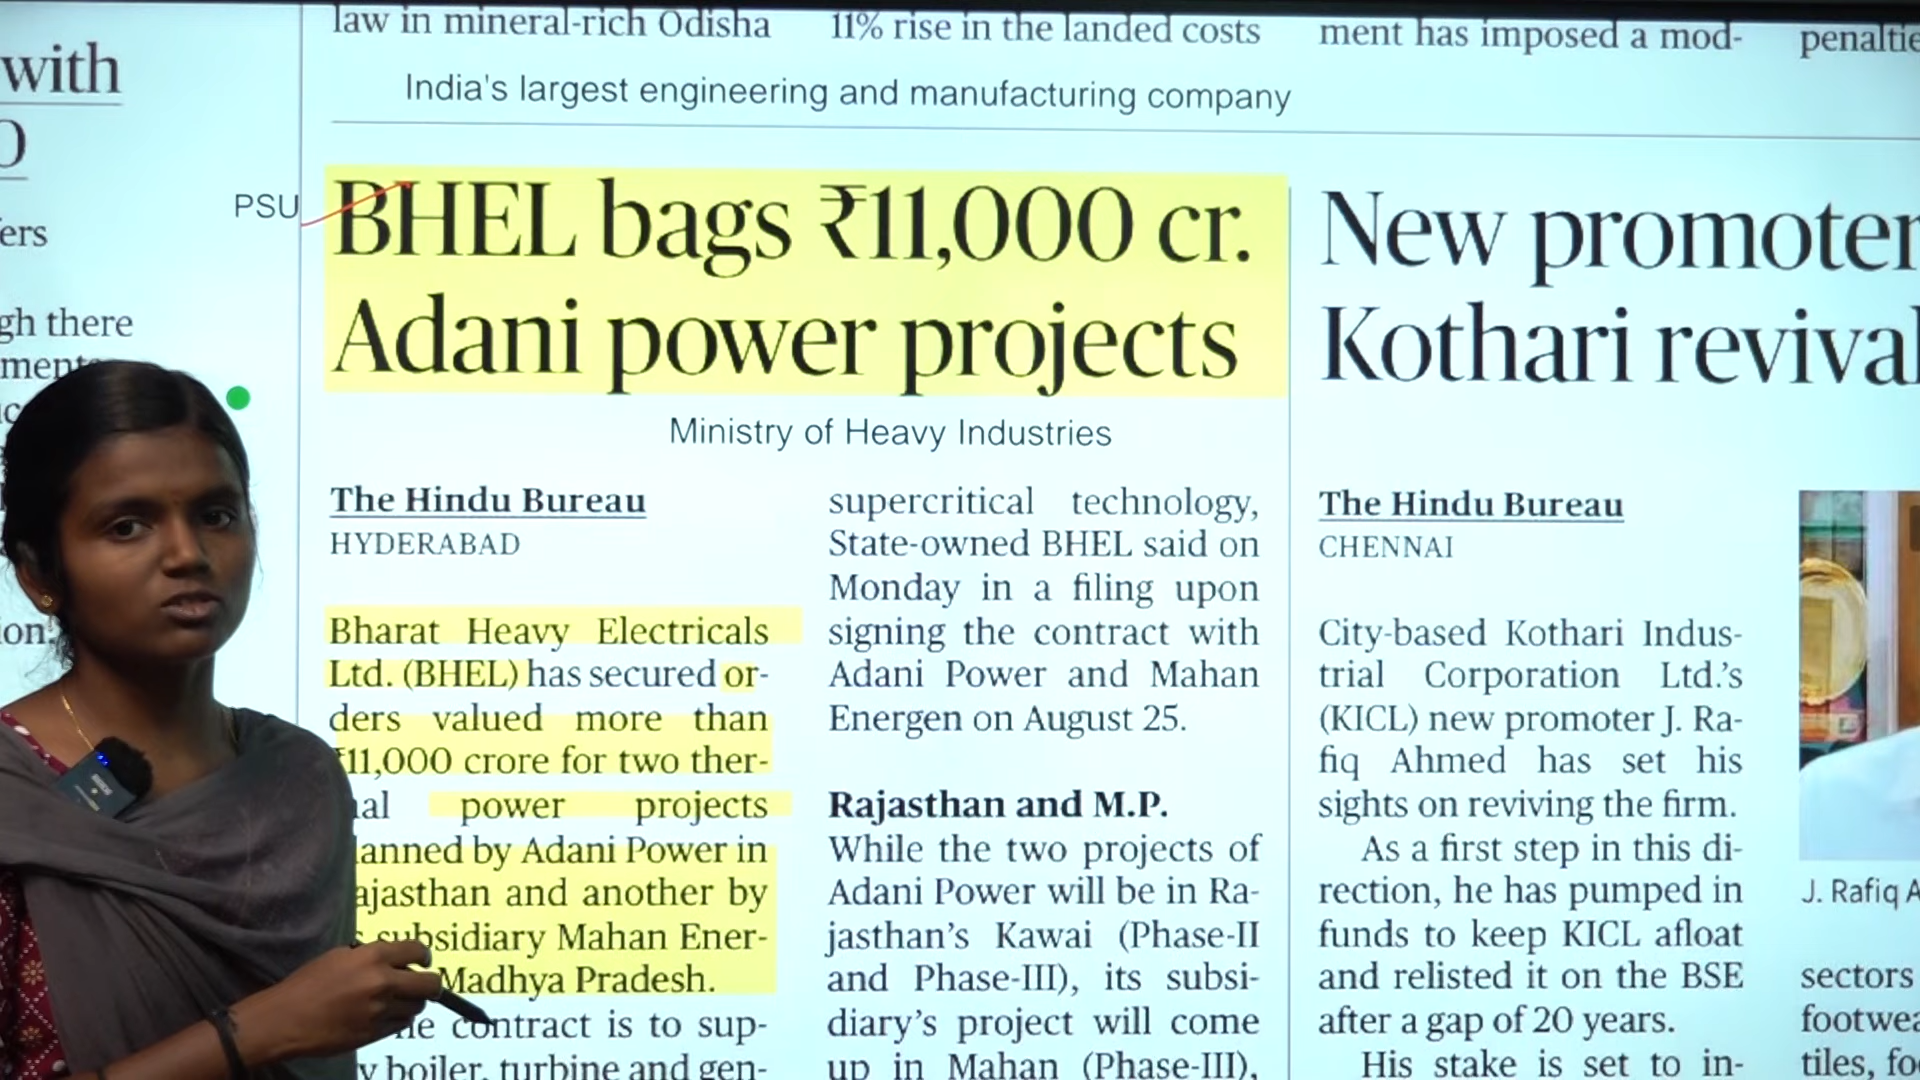 with
O
ers
gh there
ment
ion.
law in mineral-rich Odisha
11% rise in the landed costs
ment has imposed a mod-
India's largest engineering and manufacturing company
PSU
BHEL bags ₹11,000 cr.
Adani power projects
Ministry of Heavy Industries
The Hindu Bureau
HYDERABAD
Bharat Heavy Electricals
Ltd. (BHEL) has secured or-
ders valued more than
₹11,000 crore for two ther-
al power projects
anned by Adani Power in
ajasthan and another by
subsidiary Mahan Ener-
Madhya Pradesh.
contract is to sup-
y boiler, turbine and gen-
supercritical technology,
State-owned BHEL said on
Monday in a filing upon
signing the contract with
Adani Power and Mahan
Energen on August 25.
Rajasthan and M.P.
While the two projects of
Adani Power will be in Ra-
jasthan's Kawai (Phase-II
and Phase-III), its subsi-
diary's project will come
up in Mahan (Phase-III),
New promoter
Kothari revival
The Hindu Bureau
CHENNAI
City-based Kothari Indus-
trial Corporation Ltd.'s
(KICL) new promoter J. Ra-
fiq Ahmed has set his
sights on reviving the firm.
As a first step in this di-
rection, he has pumped in
funds to keep KICL afloat
and relisted it on the BSE
after a gap of 20 years.
His stake is set to in-
penaltie
J. Rafiq A
sectors
footwea
tiles, fo